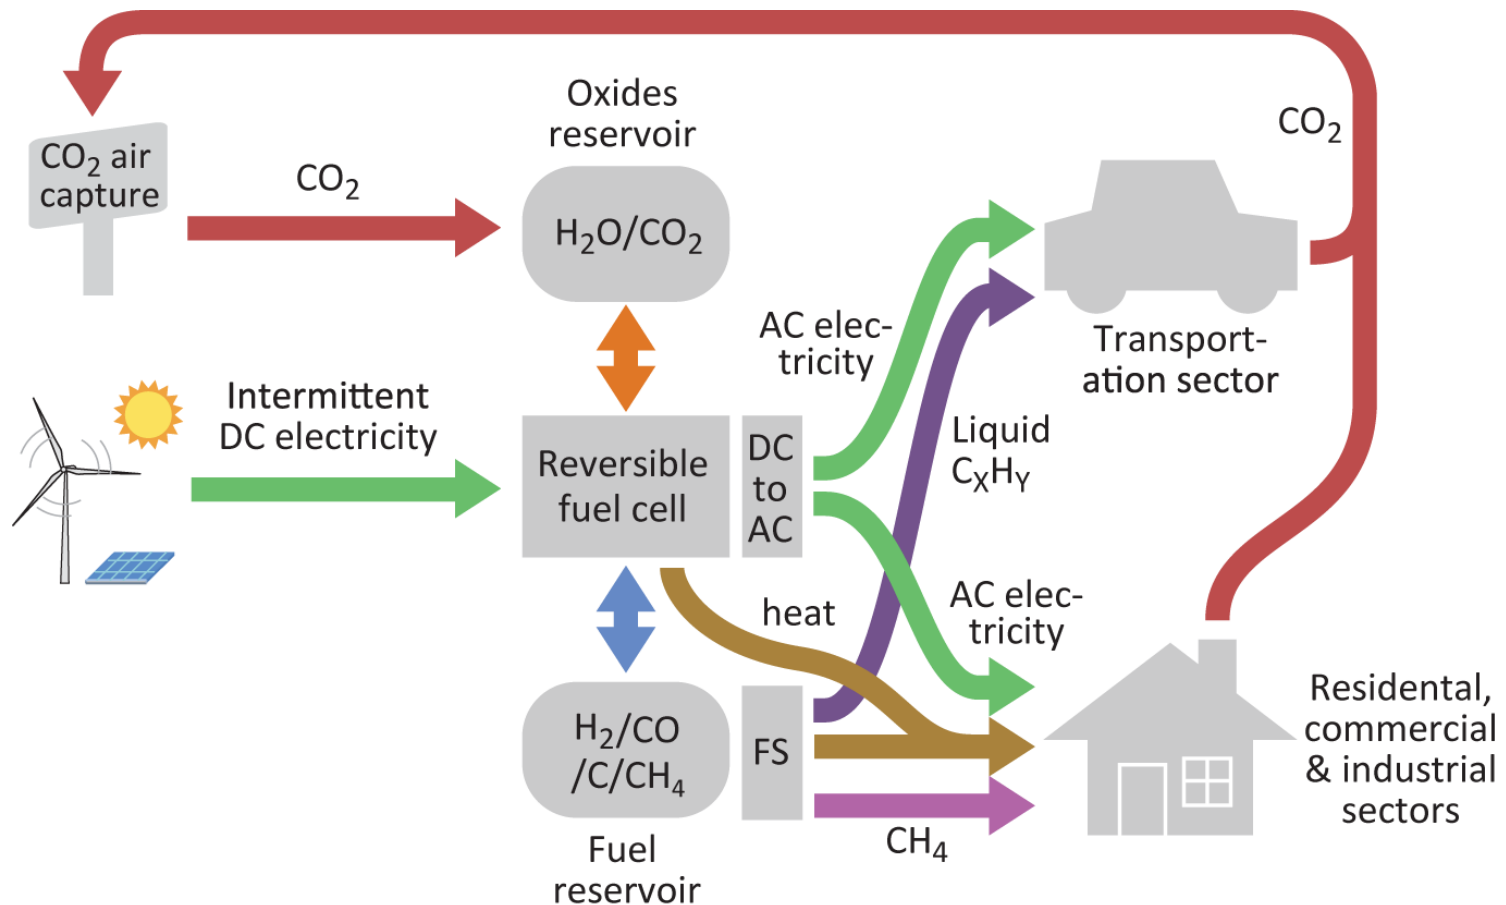 CO₂
Oxides
reservoir
CO₂ air
capture
CO₂
H₂O/CO₂
AC elec-
tricity
Transport-
ation sector
Intermittent
DC electricity
Reversible
fuel cell
DC
to
AC
Liquid
CₓHᵧ
heat
AC elec-
tricity
H₂/CO
/C/CH₄
FS
CH₄
Fuel
reservoir
Residental,
commercial
& industrial
sectors